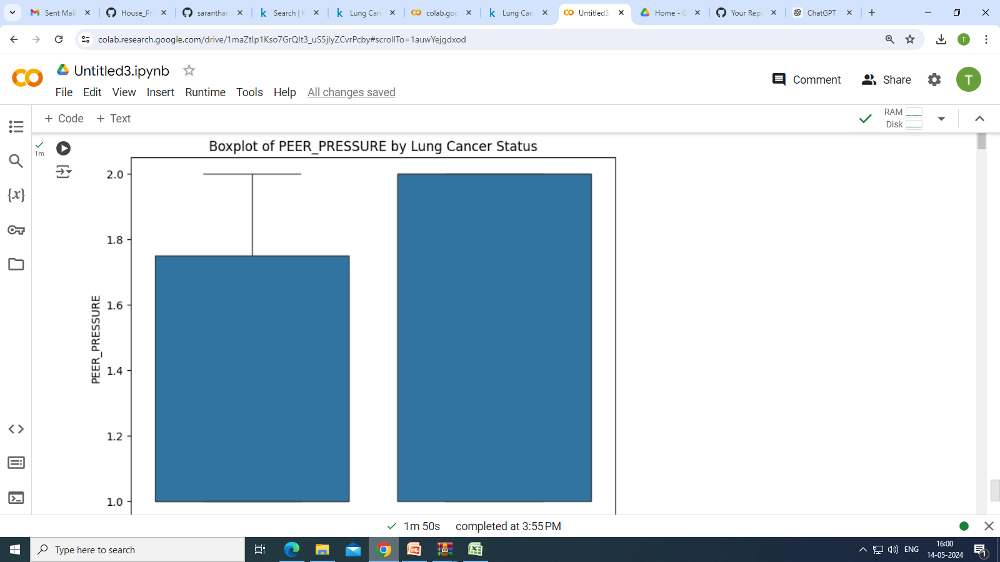 Sent Mail
House_Pr
saranthan
Search | K
Lung Can
colab.goo
Lung Can
Untitled3
Home - G
Your Repo
ChatGPT
colab.research.google.com/drive/1maZtIp1Kso7GrQIt3_uS5jIyZCvrPcby#scrollTo=1auwYejgdxod
T
Untitled3.ipynb
Comment
Share
T
File Edit View Insert Runtime Tools Help All changes saved
+ Code + Text
RAM
Disk
1m
{x}
Boxplot of PEER_PRESSURE by Lung Cancer Status
2.0
1.8
1.6
1.4
1.2
1.0
PEER_PRESSURE
1m 50s completed at 3:55 PM
Type here to search
ENG
16:00
14-05-2024
1